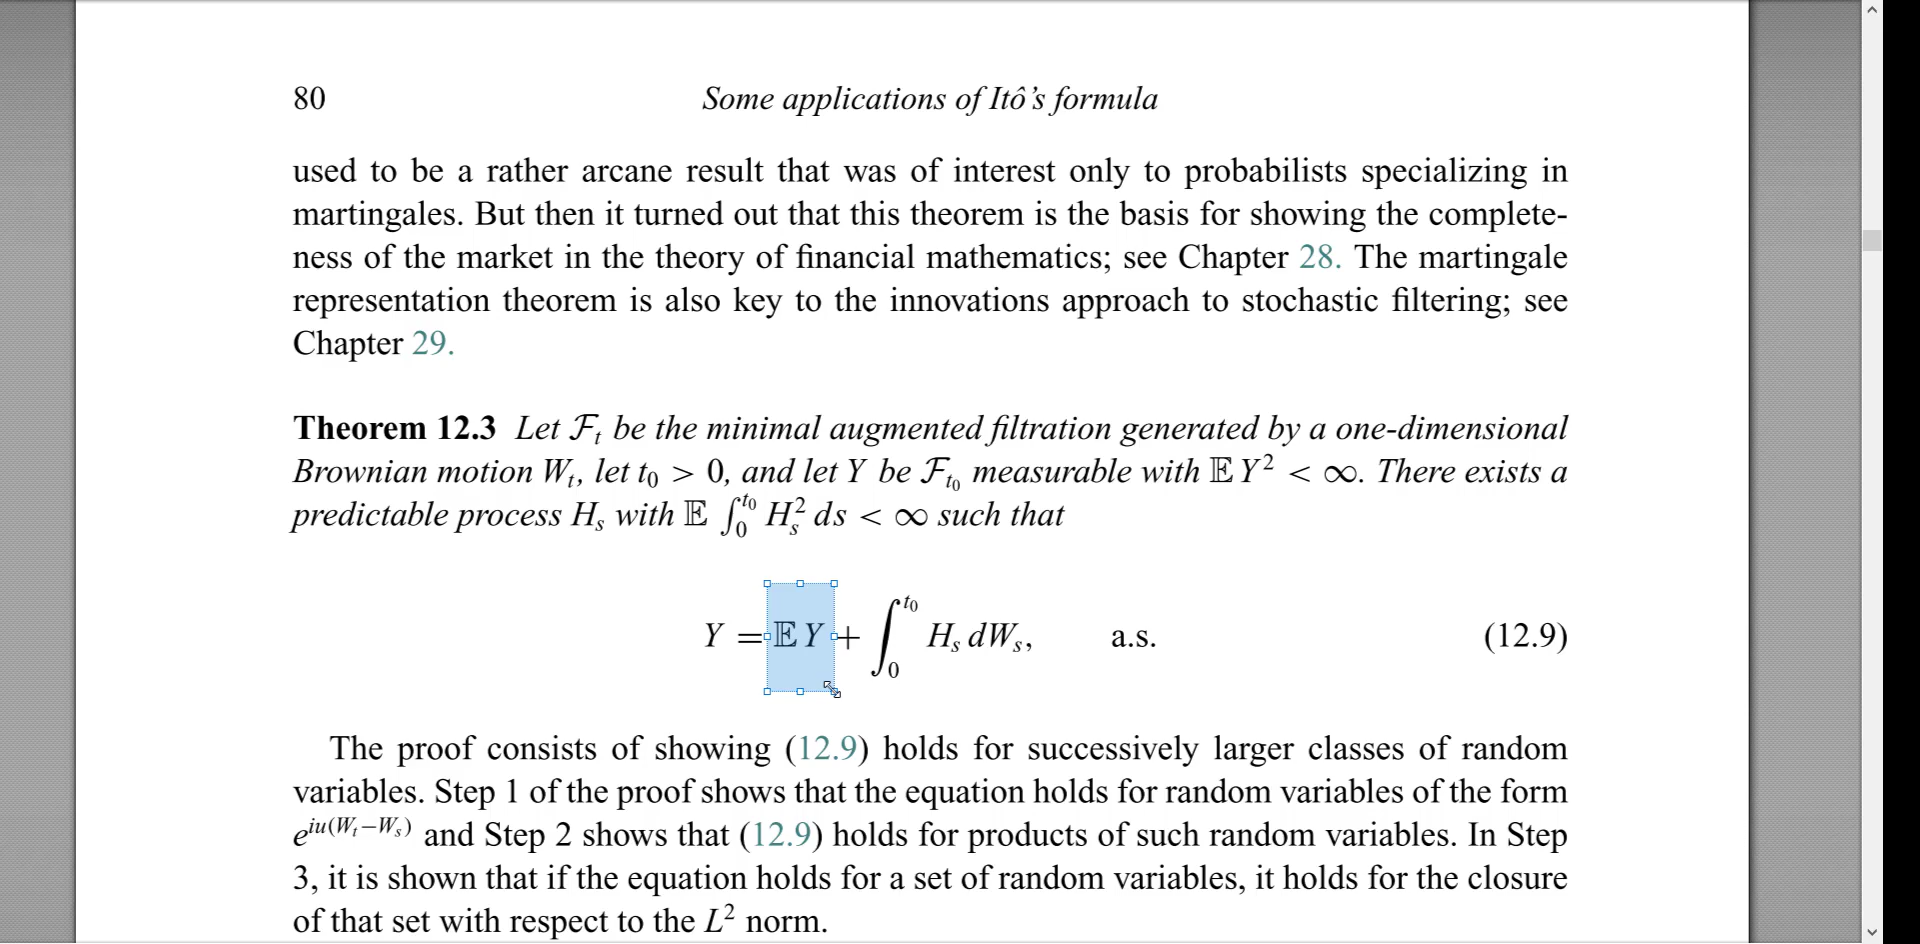 80 Some applications of Itô’s formula
used to be a rather arcane result that was of interest only to probabilists specializing in
martingales. But then it turned out that this theorem is the basis for showing the complete-
ness of the market in the theory of financial mathematics; see Chapter 28. The martingale
representation theorem is also key to the innovations approach to stochastic filtering; see
Chapter 29.
Theorem 12.3 Let ℱ_t be the minimal augmented filtration generated by a one-dimensional
Brownian motion W_t, let t_0 > 0, and let Y be ℱ_{t_0} measurable with 𝔼 Y^2 < ∞. There exists a
predictable process H_s with 𝔼 ∫_0^{t_0} H_s^2 ds < ∞ such that
Y = 𝔼 Y + ∫_0^{t_0} H_s dW_s, a.s. (12.9)
The proof consists of showing (12.9) holds for successively larger classes of random
variables. Step 1 of the proof shows that the equation holds for random variables of the form
e^{iu(W_t−W_s)} and Step 2 shows that (12.9) holds for products of such random variables. In Step
3, it is shown that if the equation holds for a set of random variables, it holds for the closure
of that set with respect to the L^2 norm.